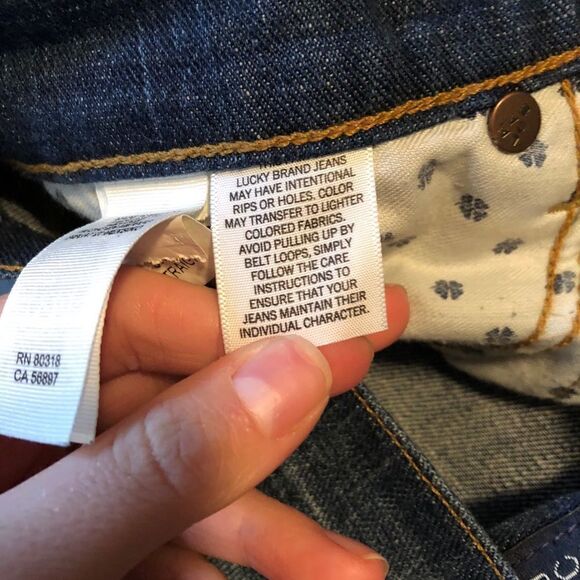 LUCKY BRAND JEANS
MAY HAVE INTENTIONAL
RIPS OR HOLES. COLOR
MAY TRANSFER TO LIGHTER
COLORED FABRICS.
AVOID PULLING UP BY
BELT LOOPS, SIMPLY
FOLLOW THE CARE
INSTRUCTIONS TO
ENSURE THAT YOUR
JEANS MAINTAIN THEIR
INDIVIDUAL CHARACTER.
RN 80318
CA 56897